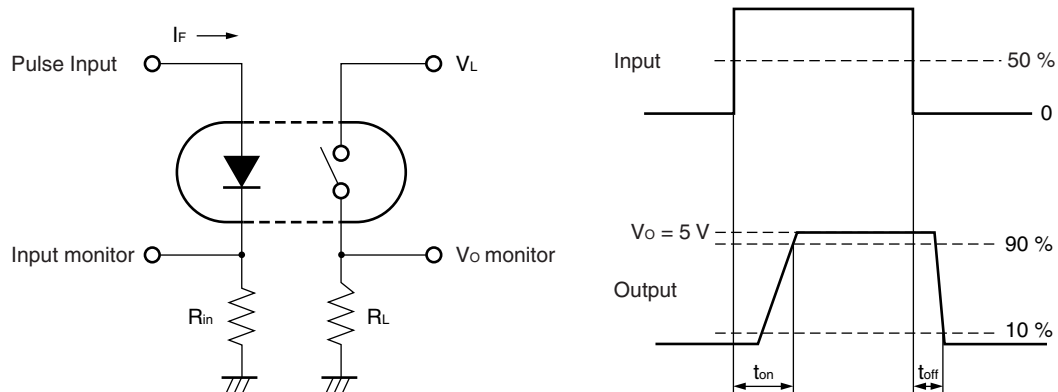 IF
Pulse Input
VL
Input monitor
VO monitor
Rin
RL
Input
50 %
0
VO = 5 V
90 %
Output
10 %
ton
toff